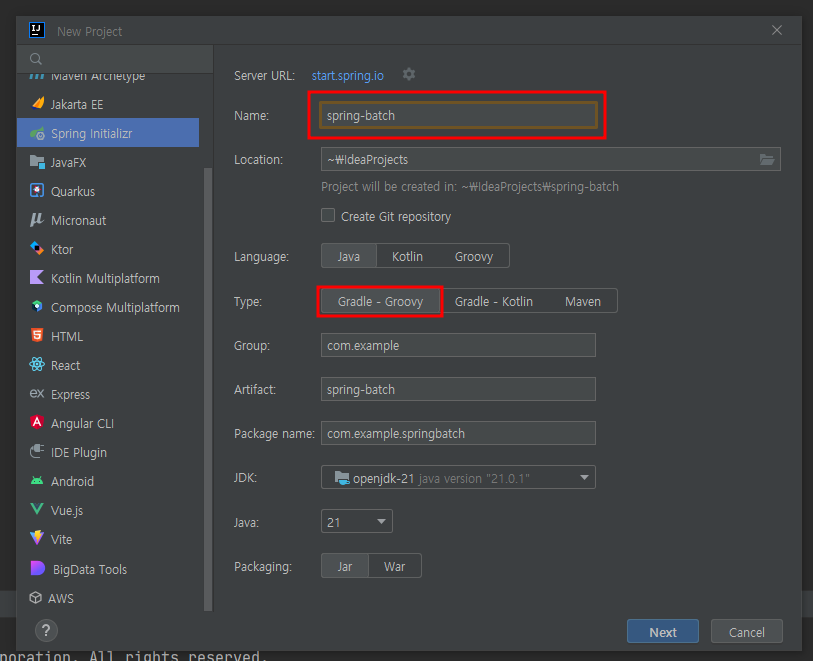 New Project
Maven Archetype
Jakarta EE
Spring Initializr
JavaFX
Quarkus
Micronaut
Ktor
Kotlin Multiplatform
Compose Multiplatform
HTML
React
ex Express
Angular CLI
IDE Plugin
Android
Vue.js
Vite
BigData Tools
AWS
?
Server URL: start.spring.io
Name: spring-batch
Location: ~₩IdeaProjects
Project will be created in: ~₩IdeaProjects₩spring-batch
Create Git repository
Language: Java Kotlin Groovy
Type: Gradle - Groovy Gradle - Kotlin Maven
Group: com.example
Artifact: spring-batch
Package name: com.example.springbatch
JDK: openjdk-21 java version "21.0.1"
Java: 21
Packaging: Jar War
Next Cancel
poration. All rights reserved.